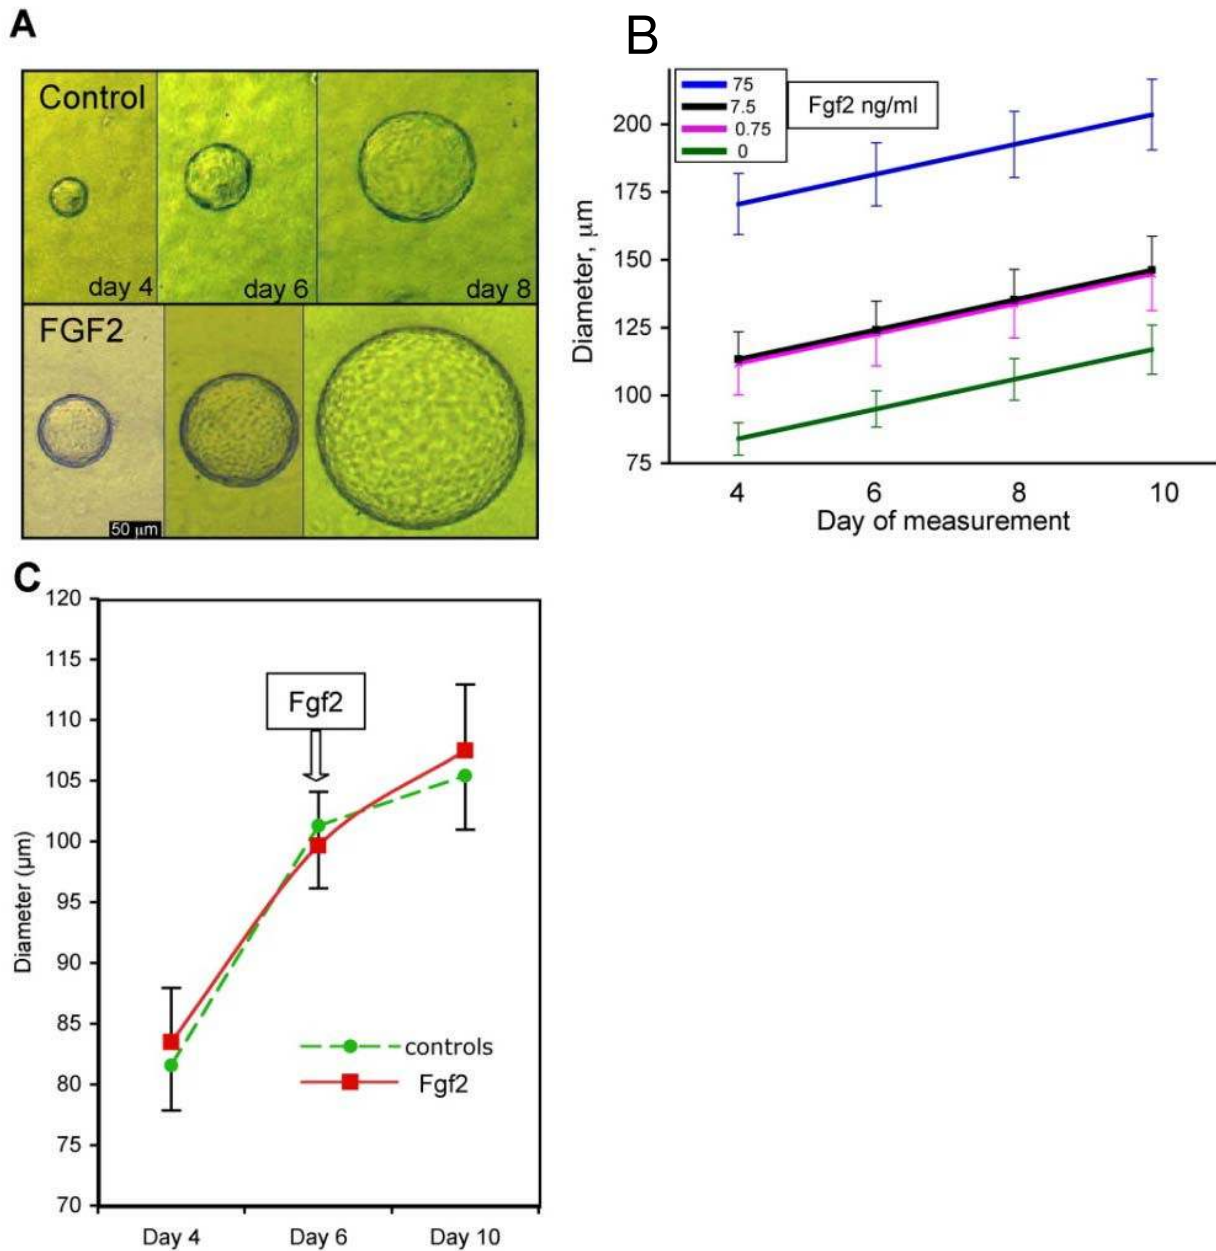 A
Control
day 4
day 6
day 8
FGF2
50 μm
B
75
7.5
0.75
0
Fgf2 ng/ml
200
175
150
125
100
75
Diameter, μm
4 6 8 10
Day of measurement
C
120
115
110
105
100
95
90
85
80
75
70
Diameter (μm)
Fgf2
controls
Fgf2
Day 4 Day 6 Day 10